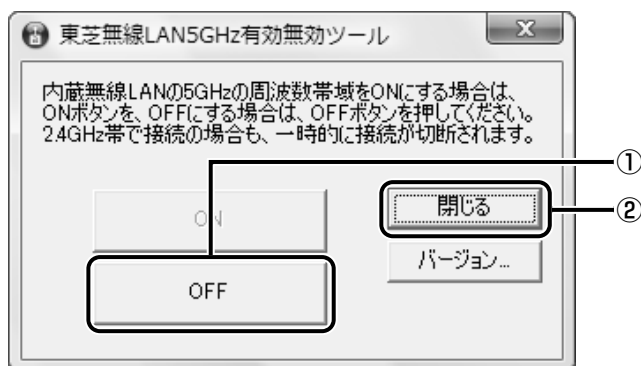 東芝無線LAN5GHz有効無効ツール
内蔵無線LANの5GHzの周波数帯域をONにする場合は、
ONボタンを、OFFにする場合は、OFFボタンを押してください。
2.4GHz帯で接続の場合も、一時的に接続が切断されます。
①
ON
閉じる
②
バージョン...
OFF